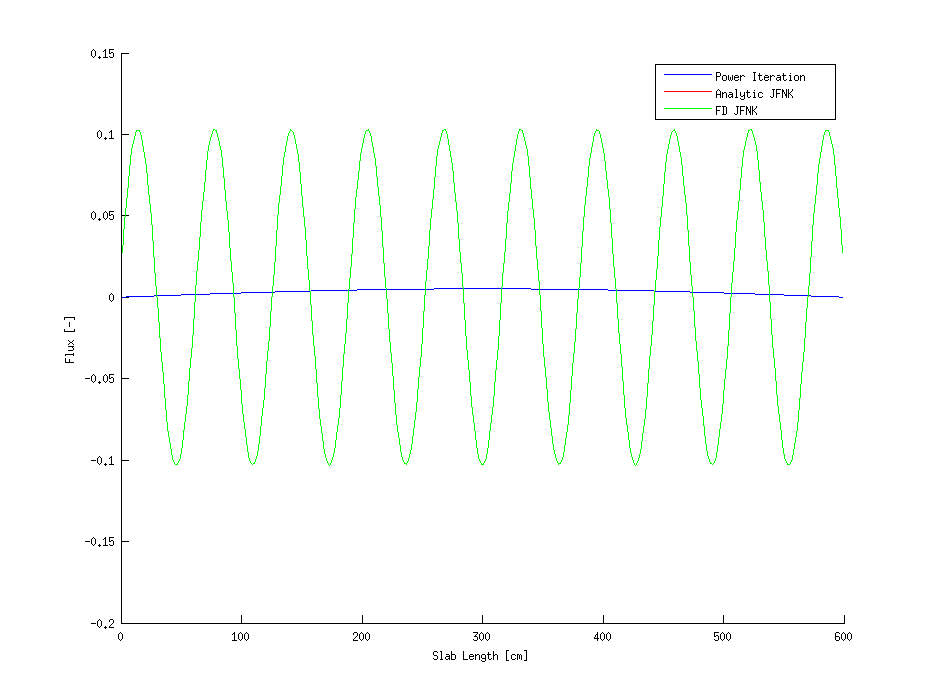 0.15
0.1
0.05
0
-0.05
-0.1
-0.15
-0.2
Flux [-]
Power Iteration
Analytic JFNK
FD JFNK
0 100 200 300 400 500 600
Slab Length [cm]